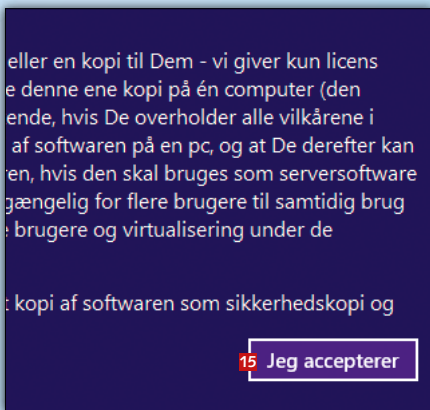 eller en kopi til Dem - vi giver kun licens
e denne ene kopi på én computer (den
ende, hvis De overholder alle vilkårene i
af softwaren på en pc, og at De derefter kan
ren, hvis den skal bruges som serversoftware
gængelig for flere brugere til samtidig brug
brugere og virtualisering under de
t kopi af softwaren som sikkerhedskopi og
15 Jeg accepterer